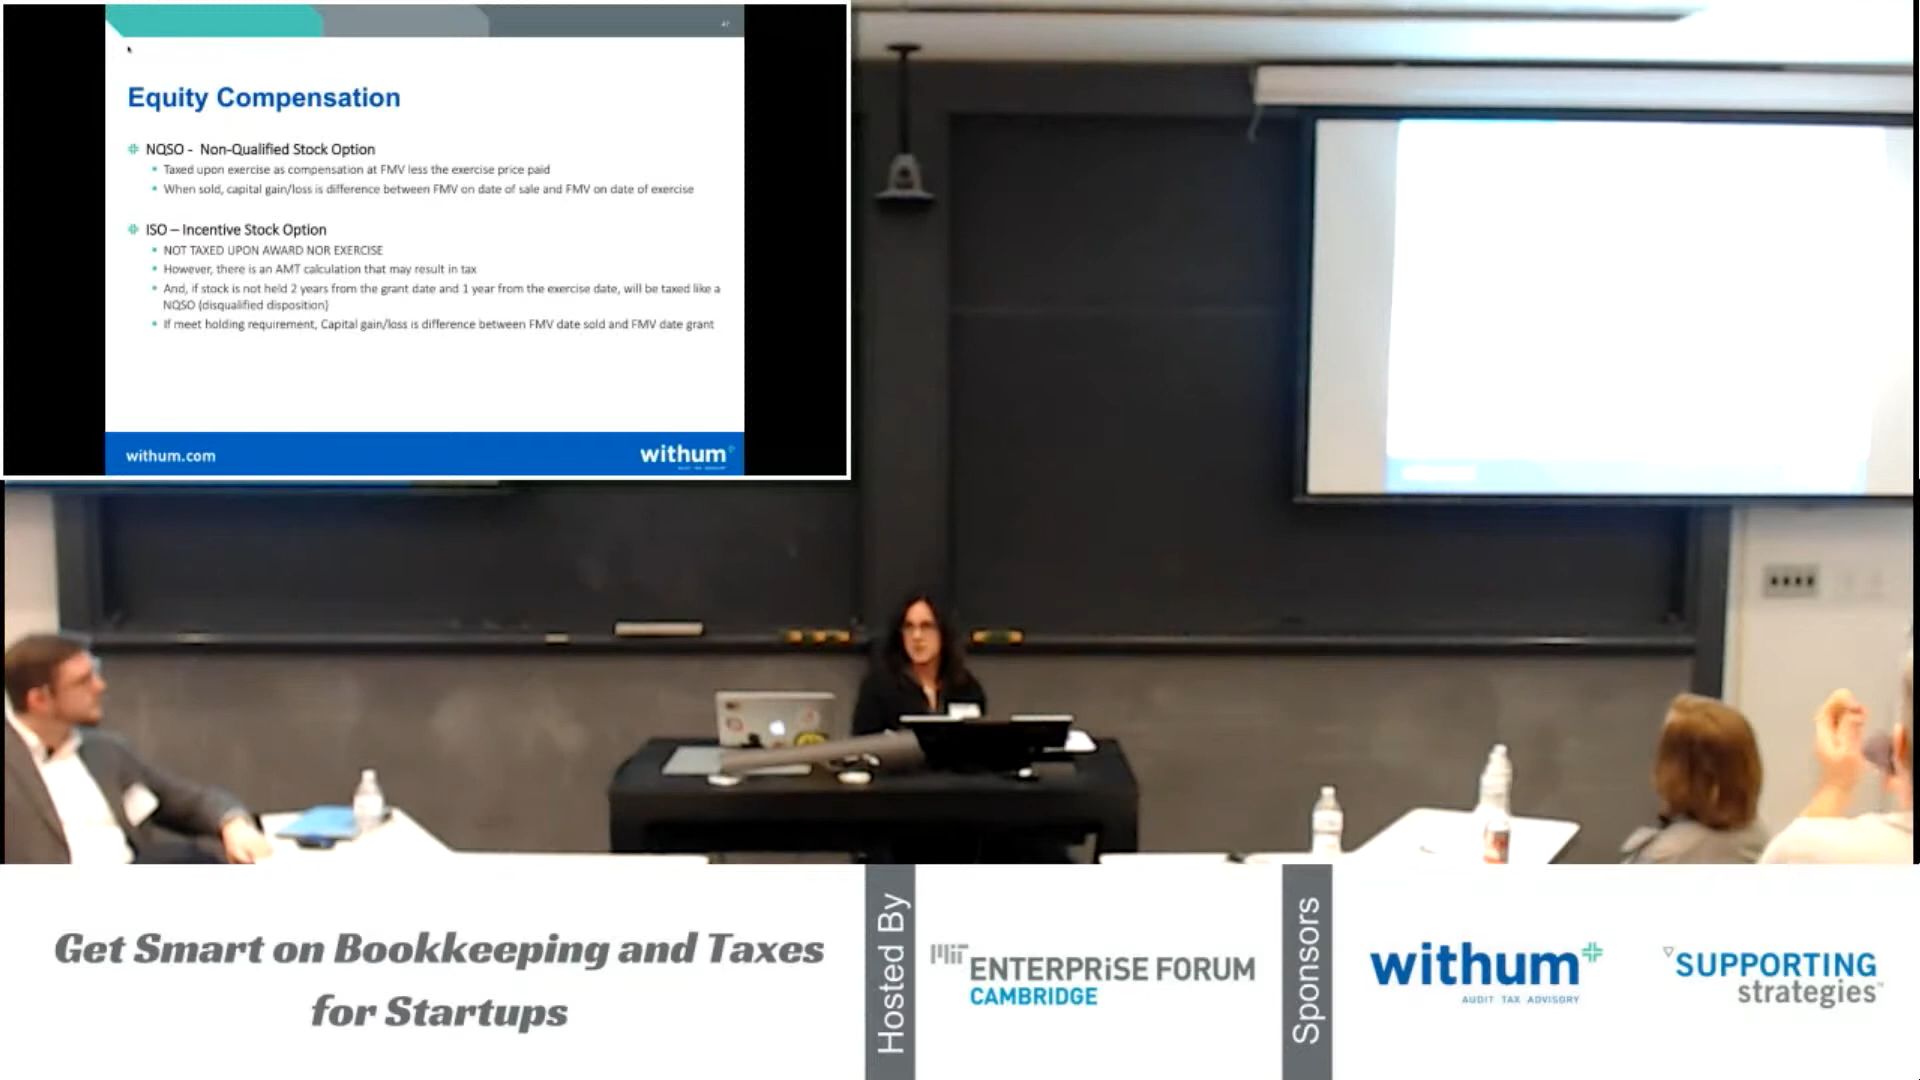 47
Equity Compensation
NQSO - Non-Qualified Stock Option
Taxed upon exercise as compensation at FMV less the exercise price paid
When sold, capital gain/loss is difference between FMV on date of sale and FMV on date of exercise
ISO – Incentive Stock Option
NOT TAXED UPON AWARD NOR EXERCISE
However, there is an AMT calculation that may result in tax
And, if stock is not held 2 years from the grant date and 1 year from the exercise date, will be taxed like a
NQSO (disqualified disposition)
If meet holding requirement, Capital gain/loss is difference between FMV date sold and FMV date grant
withum.com
withum
AUDIT TAX ADVISORY
Get Smart on Bookkeeping and Taxes
for Startups
Hosted By
MIT
ENTERPRISE FORUM
CAMBRIDGE
Sponsors
withum
AUDIT TAX ADVISORY
SUPPORTING
strategies